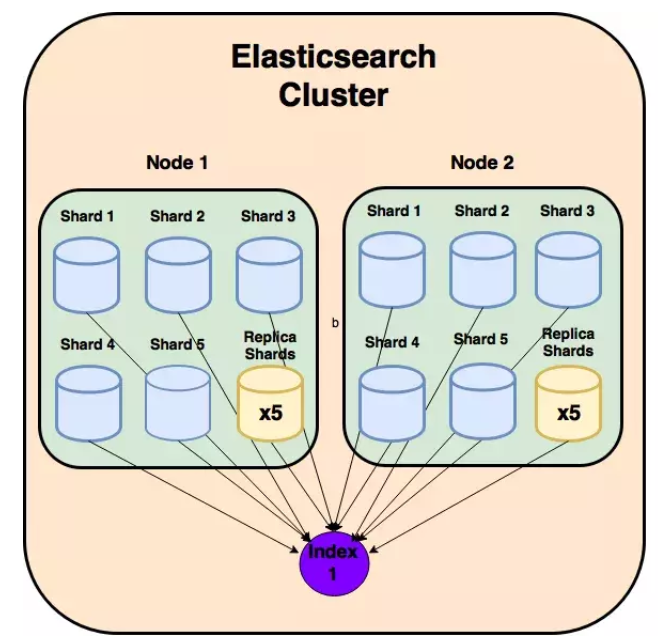 Elasticsearch
Cluster
Node 1
Node 2
Shard 1
Shard 2
Shard 3
Shard 1
Shard 2
Shard 3
b
Shard 4
Shard 5
Replica
Shards
Shard 4
Shard 5
Replica
Shards
x5
x5
Index
1